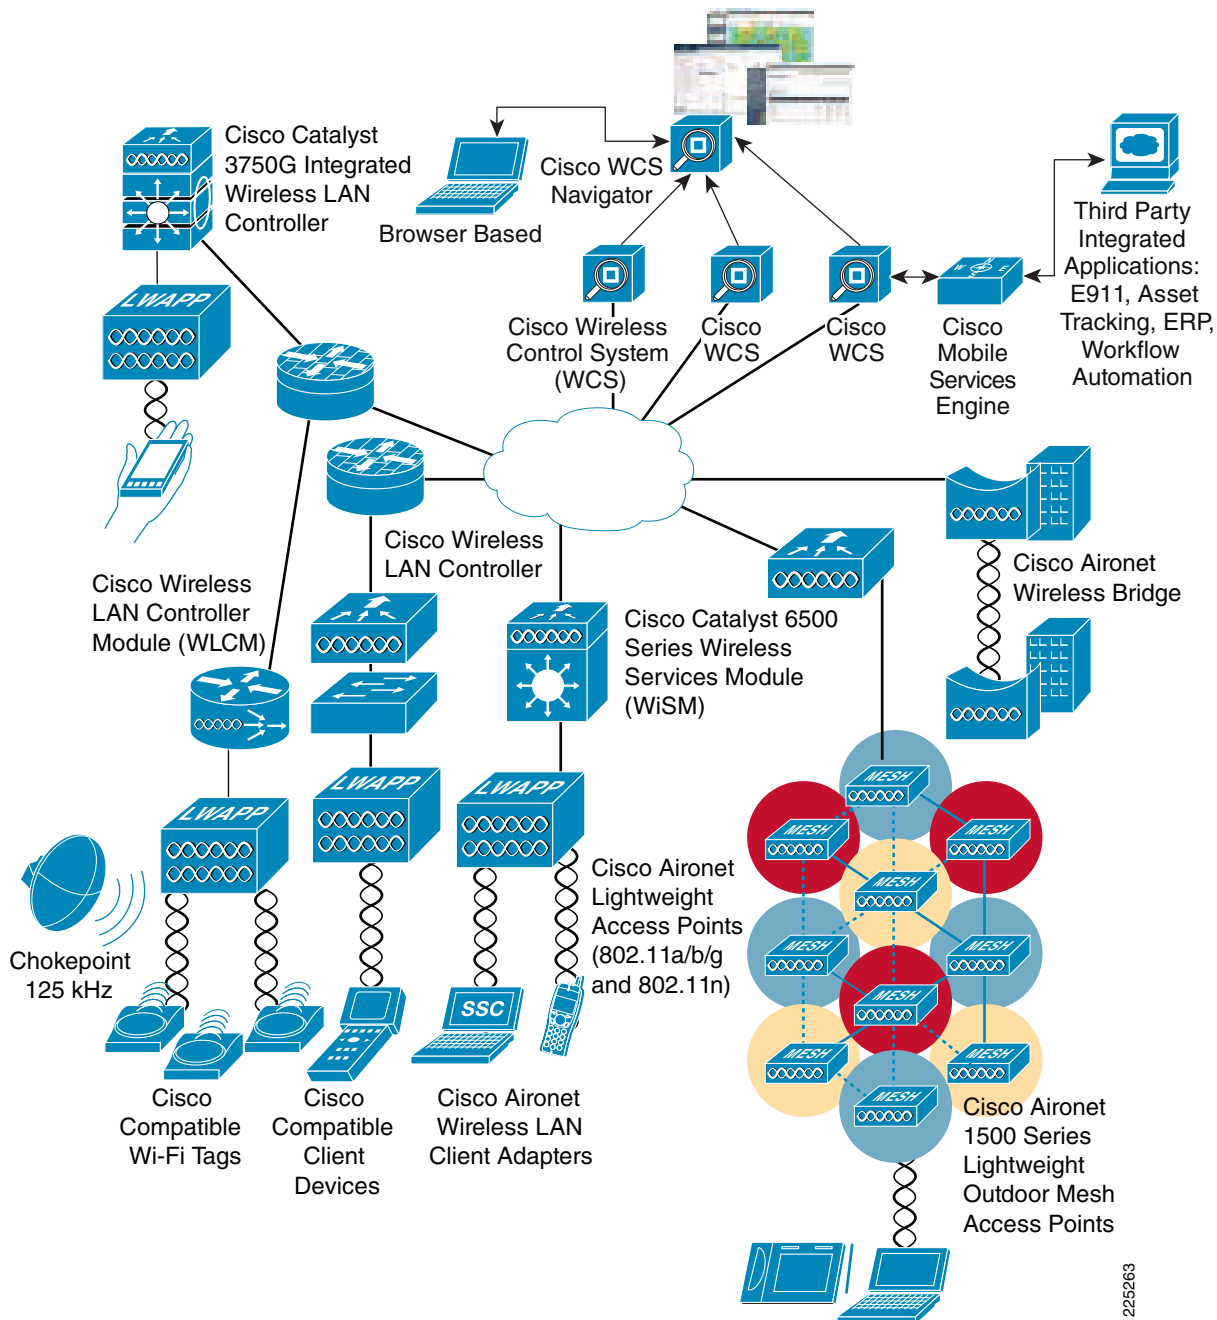 Cisco Catalyst
3750G Integrated
Wireless LAN
Controller
Browser Based
Cisco WCS
Navigator
Third Party
Integrated
Applications:
E911, Asset
Tracking, ERP,
Workflow
Automation
LWAPP
Cisco Wireless
Control System
(WCS)
Cisco
WCS
Cisco
WCS
W
N
E
Cisco
Mobile
Services
Engine
Cisco Wireless
LAN Controller
Cisco Aironet
Wireless Bridge
Cisco Wireless
LAN Controller
Module (WLCM)
Cisco Catalyst 6500
Series Wireless
Services Module
(WiSM)
LWAPP
LWAPP
LWAPP
MESH
MESH
MESH
MESH
MESH
MESH
MESH
MESH
MESH
MESH
Cisco Aironet
Lightweight
Access Points
(802.11a/b/g
and 802.11n)
Chokepoint
125 kHz
SSC
Cisco
Compatible
Wi-Fi Tags
Cisco
Compatible
Client
Devices
Cisco Aironet
Wireless LAN
Client Adapters
Cisco Aironet
1500 Series
Lightweight
Outdoor Mesh
Access Points
225263